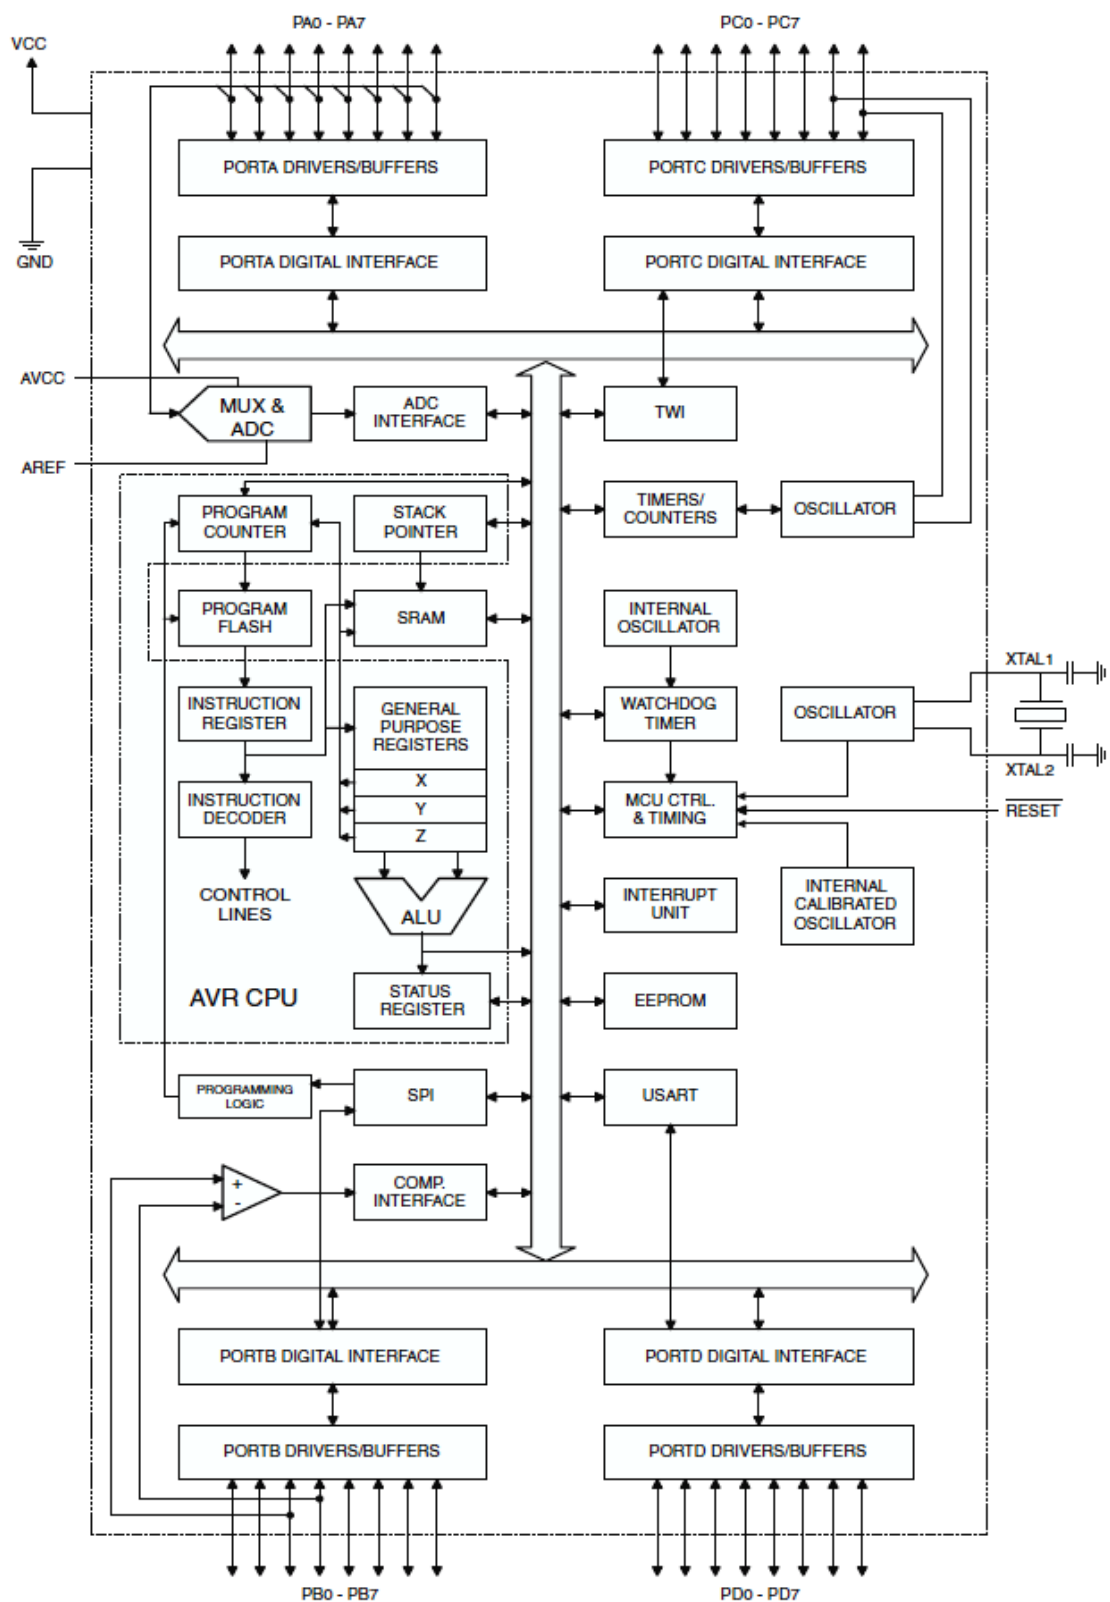 PA0 - PA7
PC0 - PC7
VCC
PORTA DRIVERS/BUFFERS
PORTC DRIVERS/BUFFERS
GND
PORTA DIGITAL INTERFACE
PORTC DIGITAL INTERFACE
AVCC
MUX &
ADC
ADC
INTERFACE
TWI
AREF
PROGRAM
COUNTER
STACK
POINTER
TIMERS/
COUNTERS
OSCILLATOR
PROGRAM
FLASH
SRAM
INTERNAL
OSCILLATOR
XTAL1
INSTRUCTION
REGISTER
GENERAL
PURPOSE
REGISTERS
WATCHDOG
TIMER
OSCILLATOR
XTAL2
X
Y
Z
INSTRUCTION
DECODER
MCU CTRL.
& TIMING
RESET
CONTROL
LINES
ALU
INTERRUPT
UNIT
INTERNAL
CALIBRATED
OSCILLATOR
AVR CPU
STATUS
REGISTER
EEPROM
PROGRAMMING
LOGIC
SPI
USART
+
-
COMP.
INTERFACE
PORTB DIGITAL INTERFACE
PORTD DIGITAL INTERFACE
PORTB DRIVERS/BUFFERS
PORTD DRIVERS/BUFFERS
PB0 - PB7
PD0 - PD7